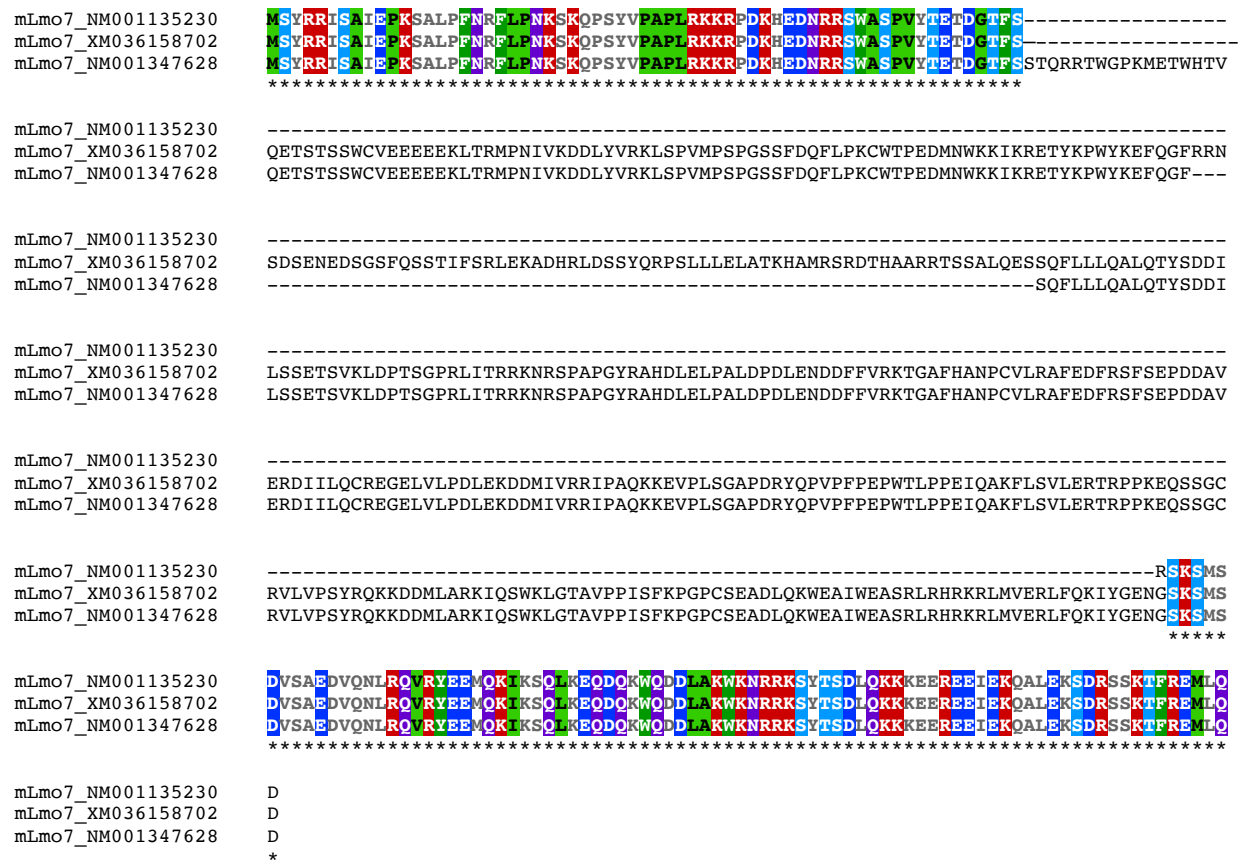 mLmo7_NM001135230 MSYRRISAIEPKSALPFNRFLPNKSKQPSYVPAPLRKKRPDKHEDNRRSWASPVYTETDGTFS-----------------
mLmo7_XM036158702 MSYRRISAIEPKSALPFNRFLPNKSKQPSYVPAPLRKKRPDKHEDNRRSWASPVYTETDGTFS------------------
mLmo7_NM001347628 MSYRRISAIEPKSALPFNRFLPNKSKQPSYVPAPLRKKRPDKHEDNRRSWASPVYTETDGTFSSTQRRTWGPKMETWHTV
***************************************************************
mLmo7_NM001135230 --------------------------------------------------------------------------------
mLmo7_XM036158702 QETSTSSWCVEEEEEKLTRMPNIVKDDLYVRKLSPVMPSPGSSFDQFLPKCWTPEDMNWKKIKRETYKPWYKEFQGFRRN
mLmo7_NM001347628 QETSTSSWCVEEEEEKLTRMPNIVKDDLYVRKLSPVMPSPGSSFDQFLPKCWTPEDMNWKKIKRETYKPWYKEFQGF---
mLmo7_NM001135230 --------------------------------------------------------------------------------
mLmo7_XM036158702 SDSENEDSGSFQSSTIFSRLEKADHRLDSSYQRPSLLLELATKHAMRSRDTHAARRTSSALQESSQFLLLQALQTYSDDI
mLmo7_NM001347628 ----------------------------------------------------------------SQFLLLQALQTYSDDI
mLmo7_NM001135230 --------------------------------------------------------------------------------
mLmo7_XM036158702 LSSETSVKLDPTSGPRLITRRKNRSPAPGYRAHDLELPALDPDLENDDFFVRKTGAFHANPCVLRAFEDFRSFSEPDDAV
mLmo7_NM001347628 LSSETSVKLDPTSGPRLITRRKNRSPAPGYRAHDLELPALDPDLENDDFFVRKTGAFHANPCVLRAFEDFRSFSEPDDAV
mLmo7_NM001135230 --------------------------------------------------------------------------------
mLmo7_XM036158702 ERDIILQCREGELVLPDLEKDDMIVRRIPAQKKEVPLSGAPDRYQPVPFPEPWTLPPEIQAKFLSVLERTRPPKEQSSGC
mLmo7_NM001347628 ERDIILQCREGELVLPDLEKDDMIVRRIPAQKKEVPLSGAPDRYQPVPFPEPWTLPPEIQAKFLSVLERTRPPKEQSSGC
mLmo7_NM001135230 --------------------------------------------------------------------------RSKSMS
mLmo7_XM036158702 RVLVPSYRQKKDDMLARKIQSWKLGTAVPPISFKPGPCSEADLQKWEAIWEASRLRHRKRLMVERLFQKIYGENGSKSMS
mLmo7_NM001347628 RVLVPSYRQKKDDMLARKIQSWKLGTAVPPISFKPGPCSEADLQKWEAIWEASRLRHRKRLMVERLFQKIYGENGSKSMS
*****
mLmo7_NM001135230 DVSAEDVQNLRQVRYEEMQKIKSQLKEQDQKWQDDLAKWKNRRKSYTSDLQKKKEEREEIEKQALEKSDRSSKTFREMLQ
mLmo7_XM036158702 DVSAEDVQNLRQVRYEEMQKIKSQLKEQDQKWQDDLAKWKNRRKSYTSDLQKKKEEREEIEKQALEKSDRSSKTFREMLQ
mLmo7_NM001347628 DVSAEDVQNLRQVRYEEMQKIKSQLKEQDQKWQDDLAKWKNRRKSYTSDLQKKKEEREEIEKQALEKSDRSSKTFREMLQ
********************************************************************************
mLmo7_NM001135230 D
mLmo7_XM036158702 D
mLmo7_NM001347628 D
*